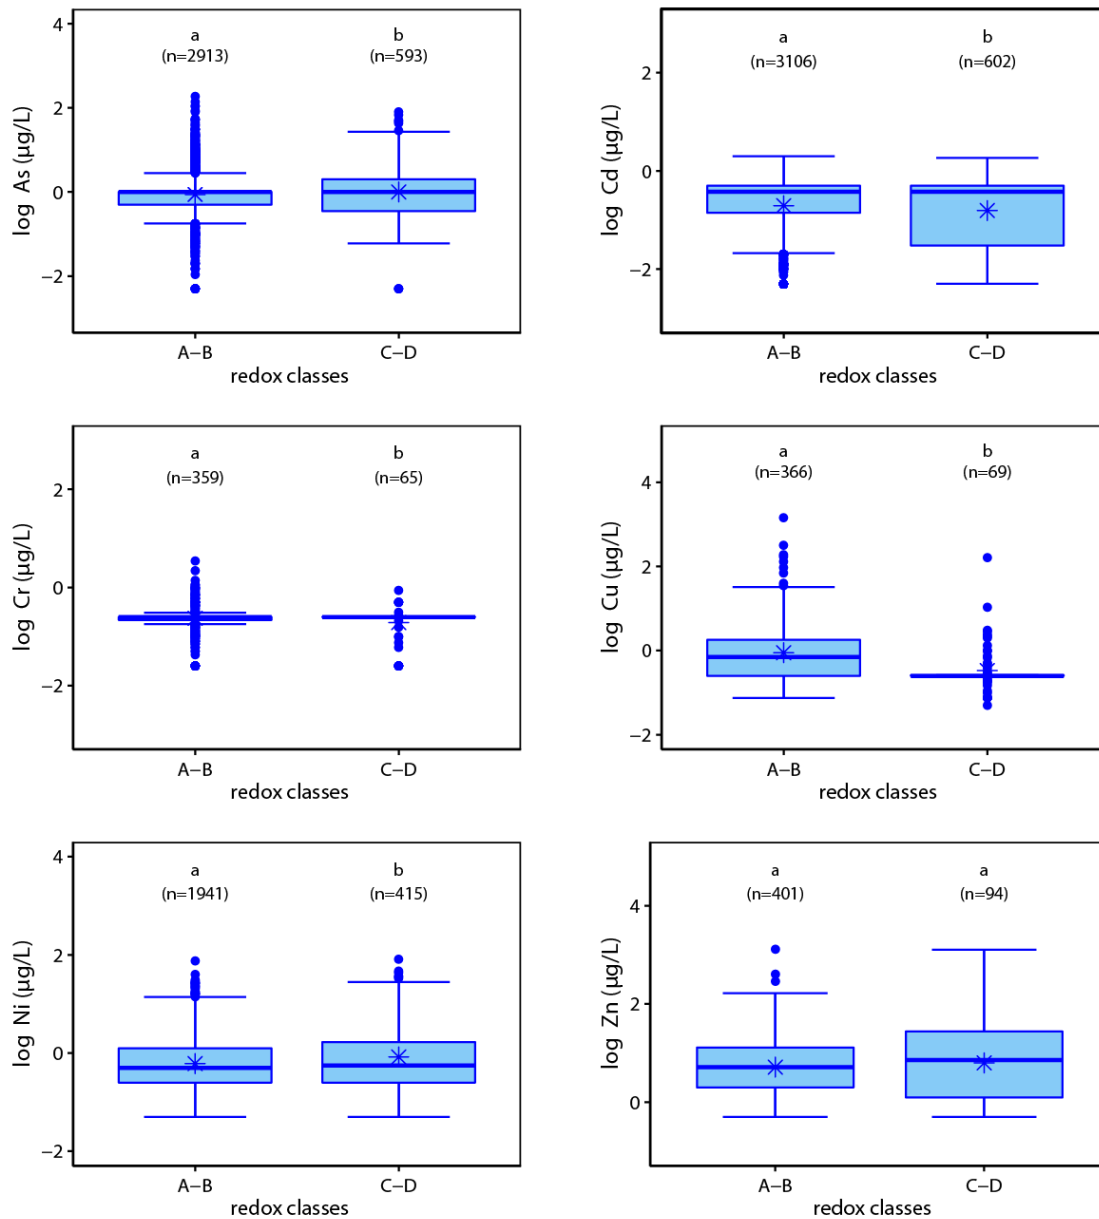 log As (µg/L)
4
2
0
−2
a
(n=2913)
b
(n=593)
A−B
C−D
redox classes
log Cd (µg/L)
2
0
−2
a
(n=3106)
b
(n=602)
A−B
C−D
redox classes
log Cr (µg/L)
2
0
−2
a
(n=359)
b
(n=65)
A−B
C−D
redox classes
log Cu (µg/L)
4
2
0
−2
a
(n=366)
b
(n=69)
A−B
C−D
redox classes
log Ni (µg/L)
4
2
0
−2
a
(n=1941)
b
(n=415)
A−B
C−D
redox classes
log Zn (µg/L)
4
2
0
a
(n=401)
a
(n=94)
A−B
C−D
redox classes